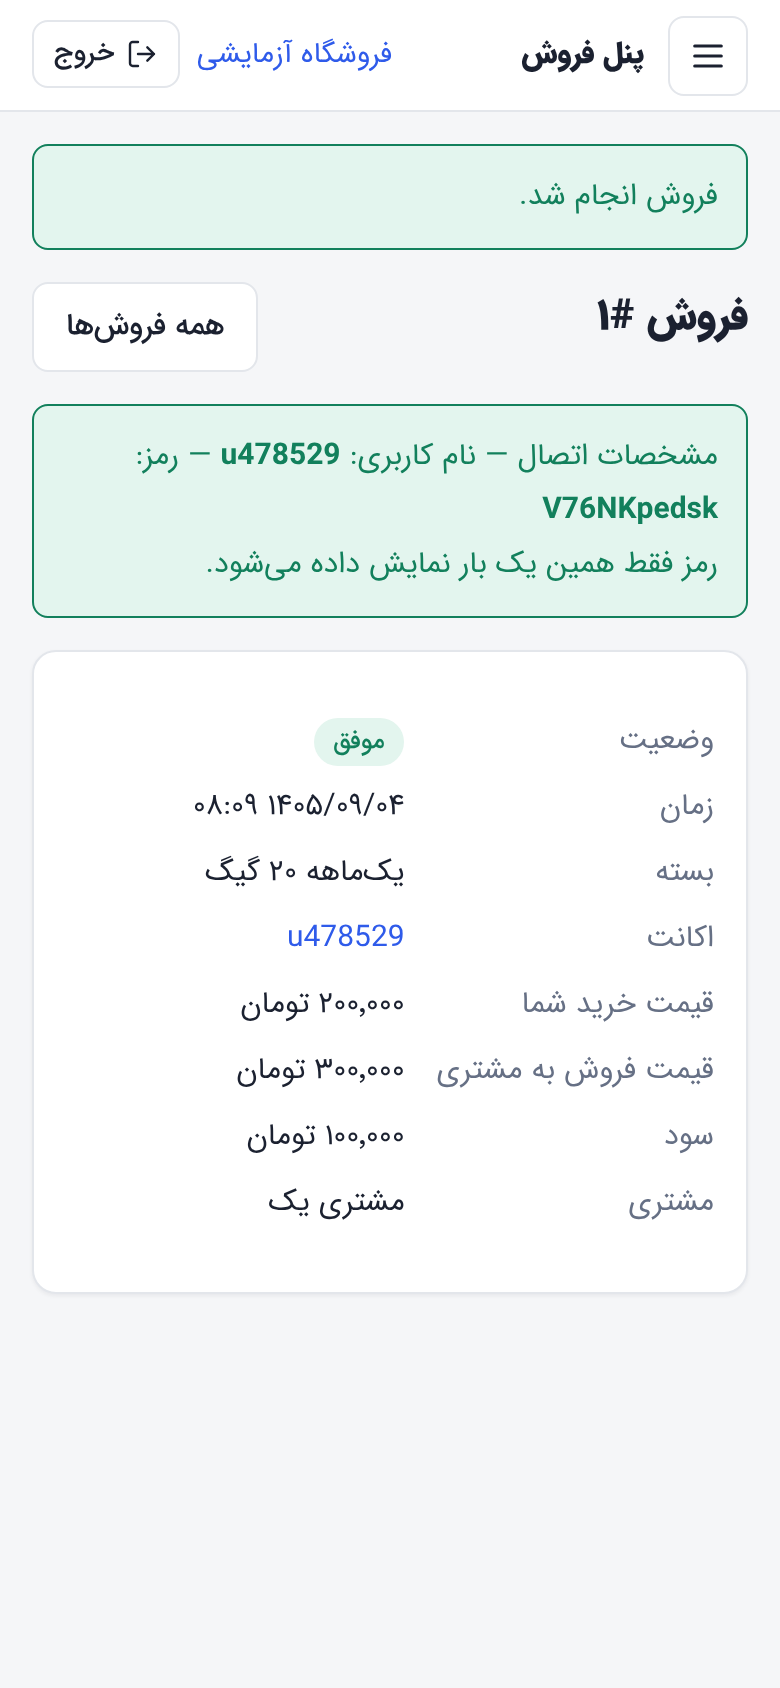 پنل فروش
فروشگاه آزمایشی
خروج
فروش انجام شد.
فروش #۱
همه فروش‌ها
مشخصات اتصال — نام کاربری: u478529 — رمز:
V76NKpedsk
رمز فقط همین یک بار نمایش داده می‌شود.
وضعیت موفق
زمان ۱۴۰۵/۰۹/۰۴ ۰۸:۰۹
بسته یک‌ماهه ۲۰ گیگ
اکانت u478529
قیمت خرید شما ۲۰۰,۰۰۰ تومان
قیمت فروش به مشتری ۳۰۰,۰۰۰ تومان
سود ۱۰۰,۰۰۰ تومان
مشتری مشتری یک